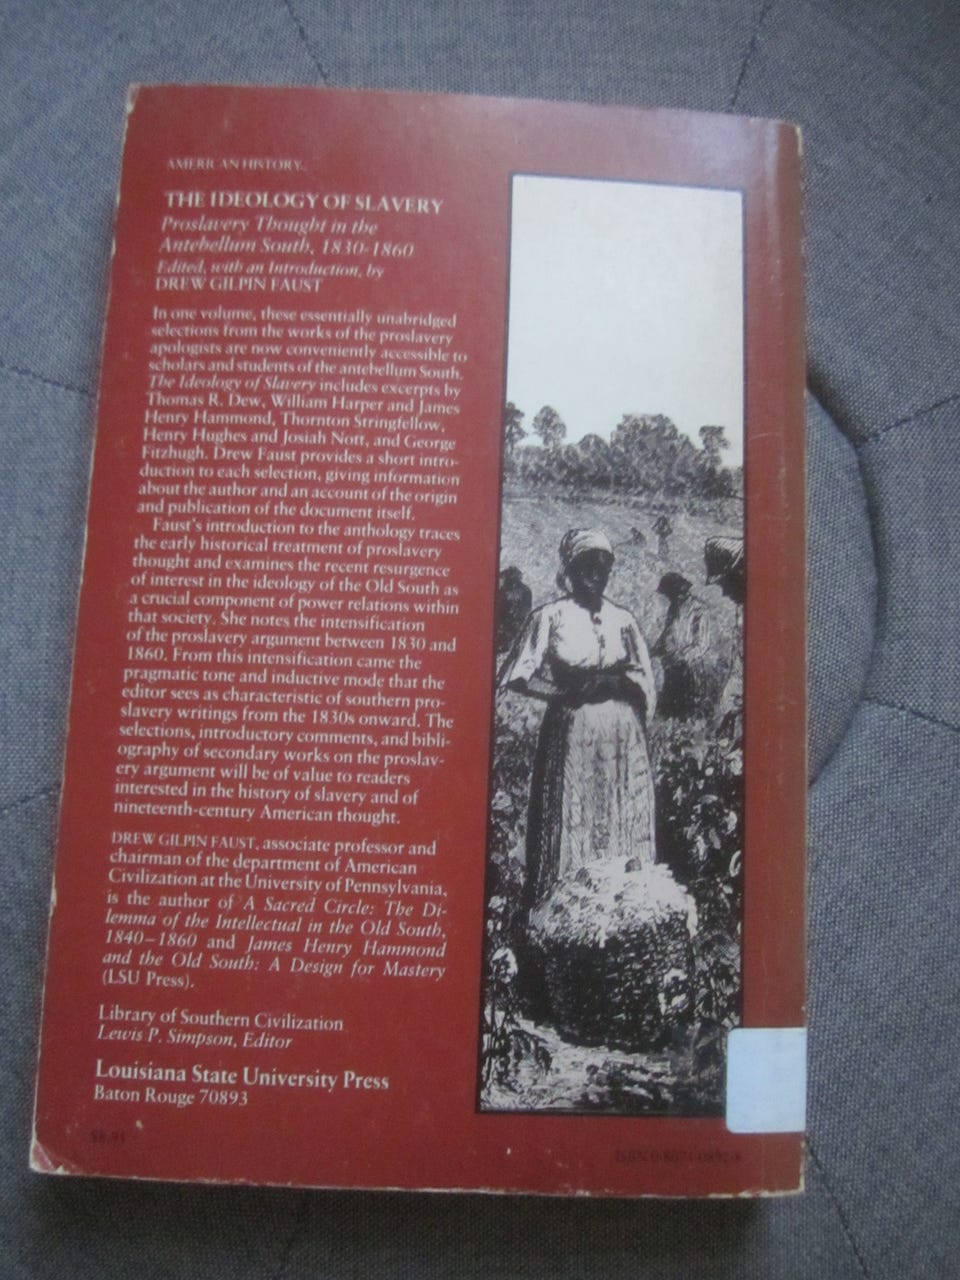 AMERICAN HISTORY
THE IDEOLOGY OF SLAVERY
Proslavery Thought in the
Antebellum South, 1830-1860
Edited, with an Introduction, by
DREW GILPIN FAUST
In one volume, these essentially unabridged
selections from the works of the proslavery
apologists are now conveniently accessible to
scholars and students of the antebellum South.
The Ideology of Slavery includes excerpts by
Thomas R. Dew, William Harper and James
Henry Hammond, Thornton Stringfellow,
Henry Hughes and Josiah Nott, and George
Fitzhugh. Drew Faust provides a short intro-
duction to each selection, giving information
about the author and an account of the origin
and publication of the document itself.
Faust's introduction to the anthology traces
the early historical treatment of proslavery
thought and examines the recent resurgence
of interest in the ideology of the Old South as
a crucial component of power relations within
that society. She notes the intensification
of the proslavery argument between 1830 and
1860. From this intensification came the
pragmatic tone and inductive mode that the
editor sees as characteristic of southern pro-
slavery writings from the 1830s onward. The
selections, introductory comments, and bibli-
ography of secondary works on the proslav-
ery argument will be of value to readers
interested in the history of slavery and of
nineteenth-century American thought.
DREW GILPIN FAUST, associate professor and
chairman of the department of American
Civilization at the University of Pennsylvania,
is the author of A Sacred Circle: The Di-
lemma of the Intellectual in the Old South,
1840–1860 and James Henry Hammond
and the Old South: A Design for Mastery
(LSU Press).
Library of Southern Civilization
Lewis P. Simpson, Editor
Louisiana State University Press
Baton Rouge 70893
ISBN